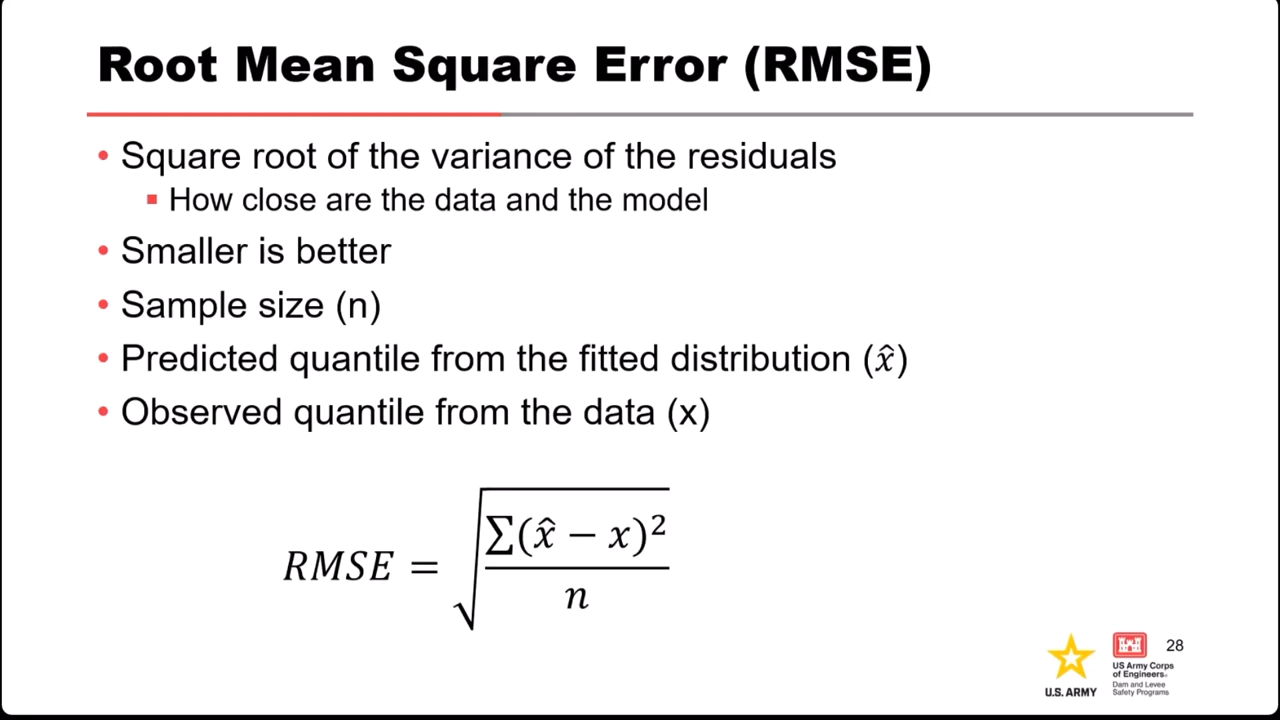 Root Mean Square Error (RMSE)
• Square root of the variance of the residuals
▪ How close are the data and the model
• Smaller is better
• Sample size (n)
• Predicted quantile from the fitted distribution (x̂)
• Observed quantile from the data (x)
RMSE = √(∑(x̂ − x)² / n)
28
U.S. ARMY
US Army Corps
of Engineers®
Dam and Levee
Safety Programs